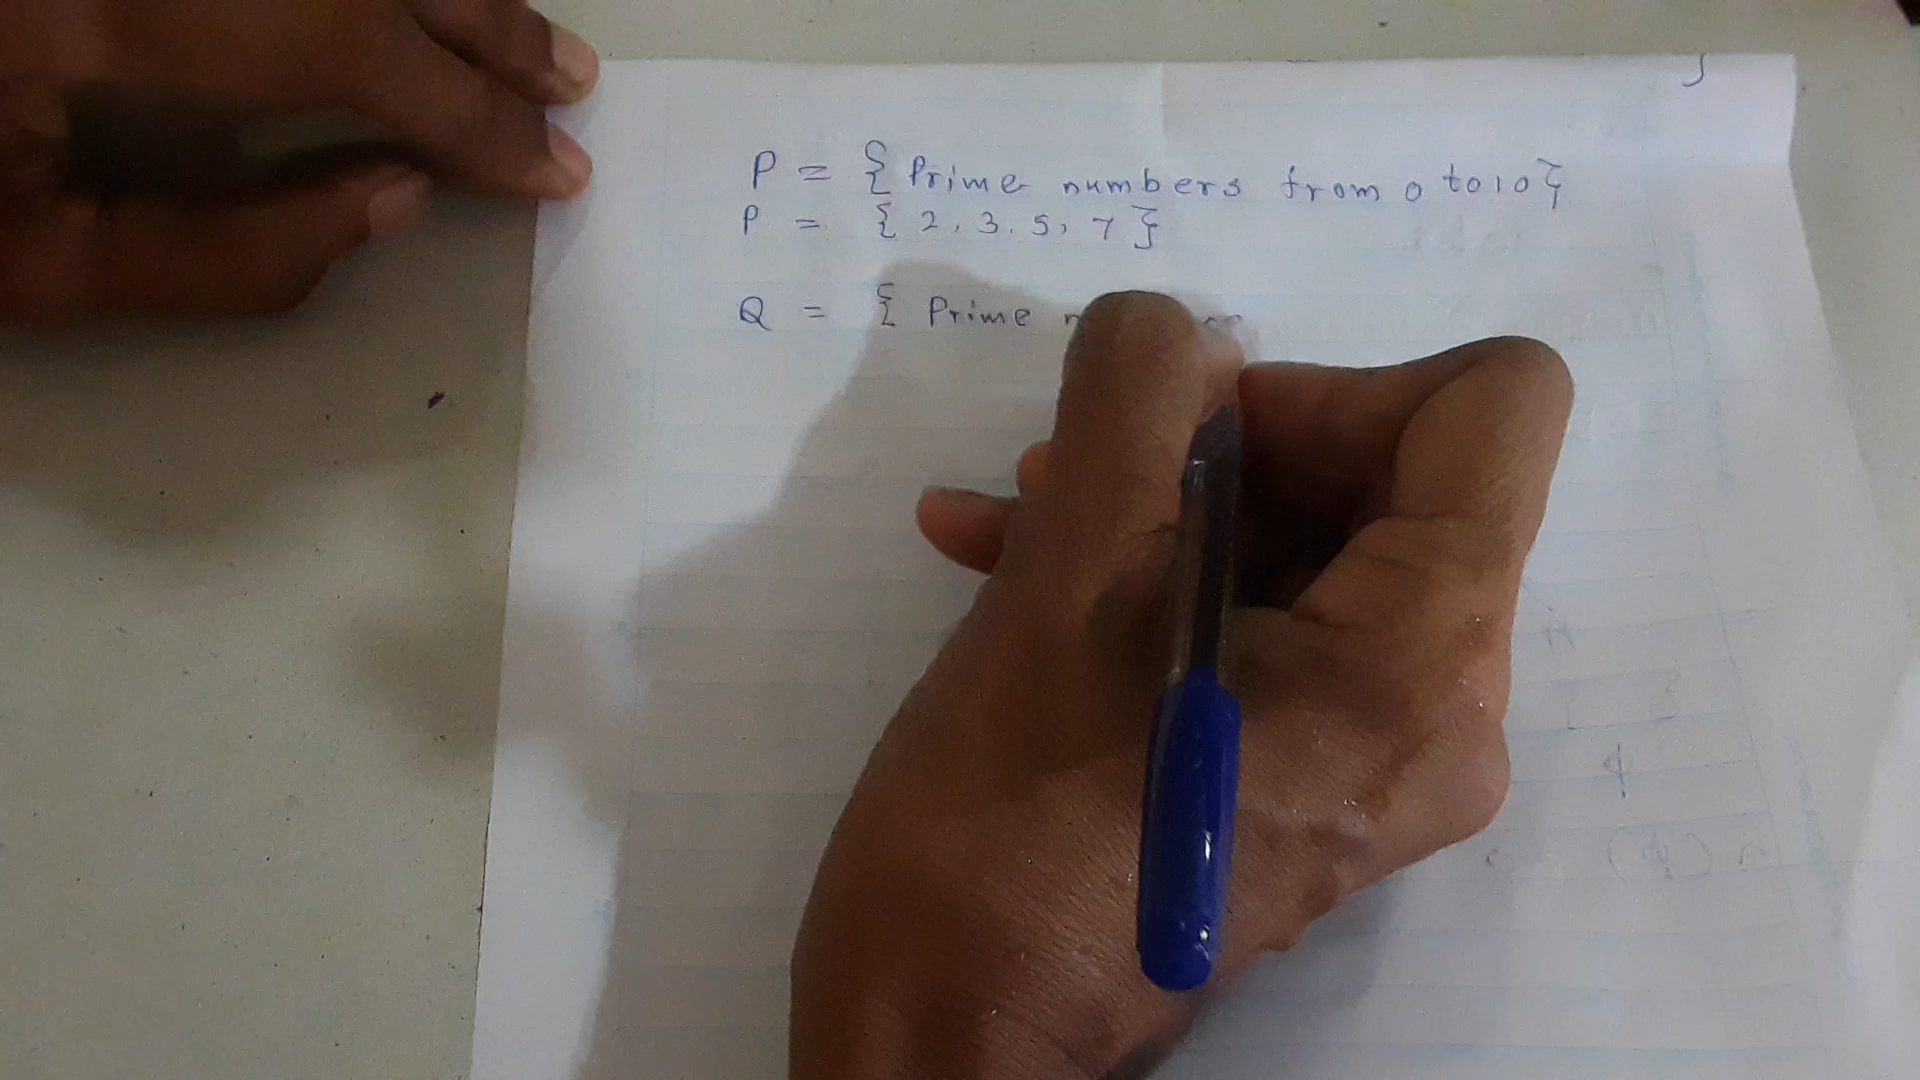 P = { Prime numbers from 0 to 10}
P = { 2, 3, 5, 7 }
Q = { Prime